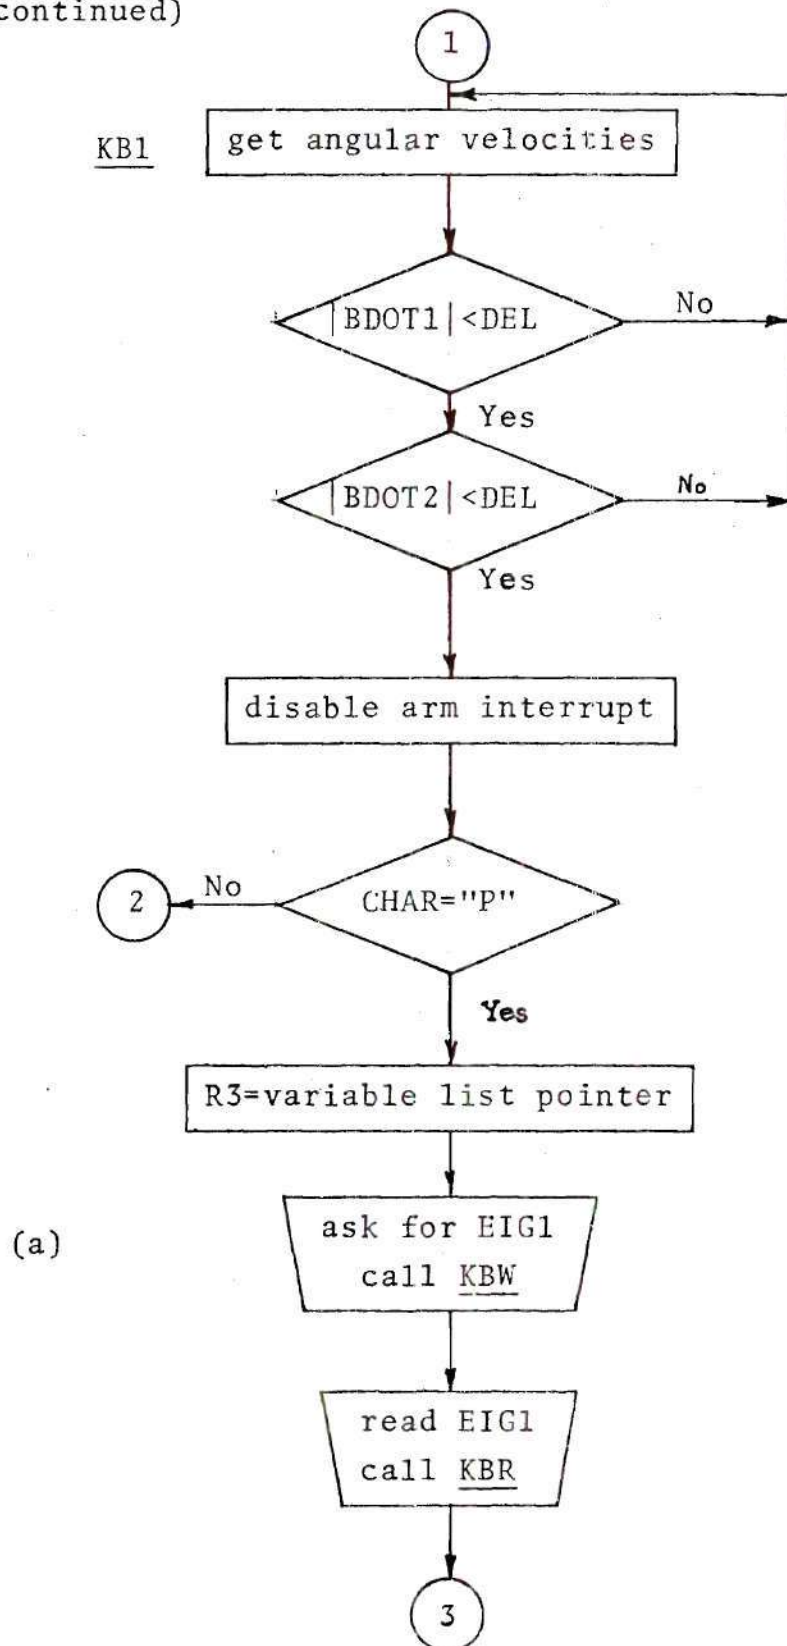 continued)
1
KB1
get angular velocities
|BDOT1|<DEL
No
Yes
|BDOT2|<DEL
No
Yes
disable arm interrupt
2
No
CHAR="P"
Yes
R3=variable list pointer
(a)
ask for EIG1
call KBW
read EIG1
call KBR
3